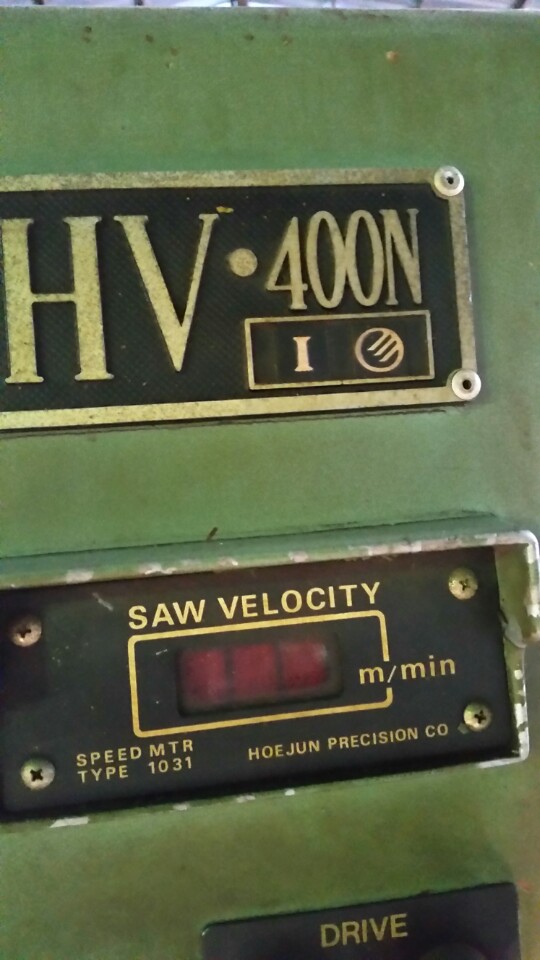 HV·400N
I
SAW VELOCITY
m/min
SPEED MTR
TYPE 1031
HOEJUN PRECISION CO
DRIVE